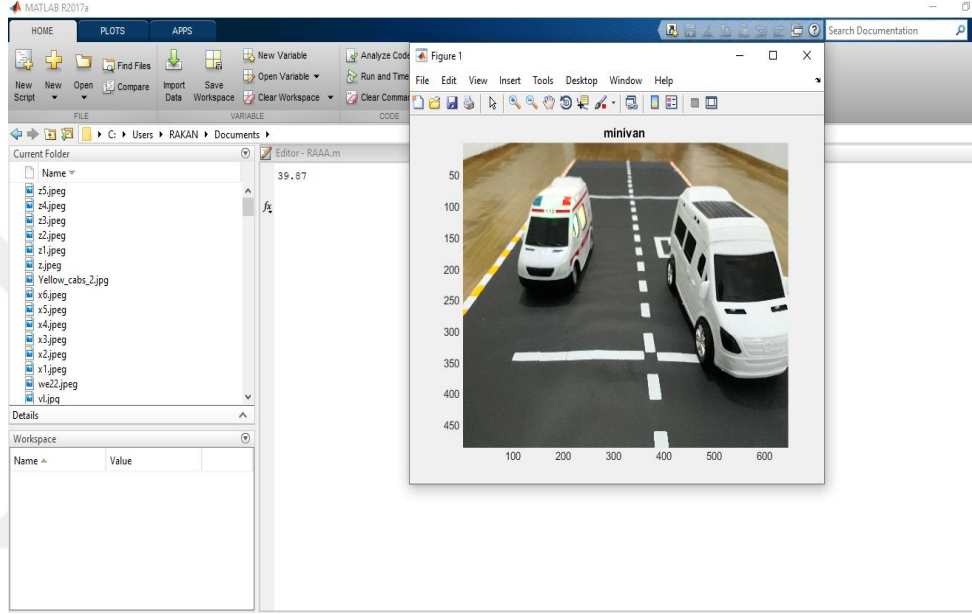 MATLAB R2017a
HOME PLOTS APPS
Search Documentation
New Script
New
Open
Find Files
Compare
Import Data
Save Workspace
New Variable
Open Variable
Clear Workspace
Analyze Code
Run and Time
Clear Comman
FILE VARIABLE CODE
C: Users RAKAN Documents
Current Folder
Name
z5.jpeg
z4.jpeg
z3.jpeg
z2.jpeg
z1.jpeg
z.jpeg
Yellow_cabs_2.jpg
x6.jpeg
x5.jpeg
x4.jpeg
x3.jpeg
x2.jpeg
x1.jpeg
we22.jpeg
vl.jpg
Details
Workspace
Name Value
Editor - RAAA.m
39.87
fx
Figure 1
File Edit View Insert Tools Desktop Window Help
minivan
50
100
150
200
250
300
350
400
450
100 200 300 400 500 600